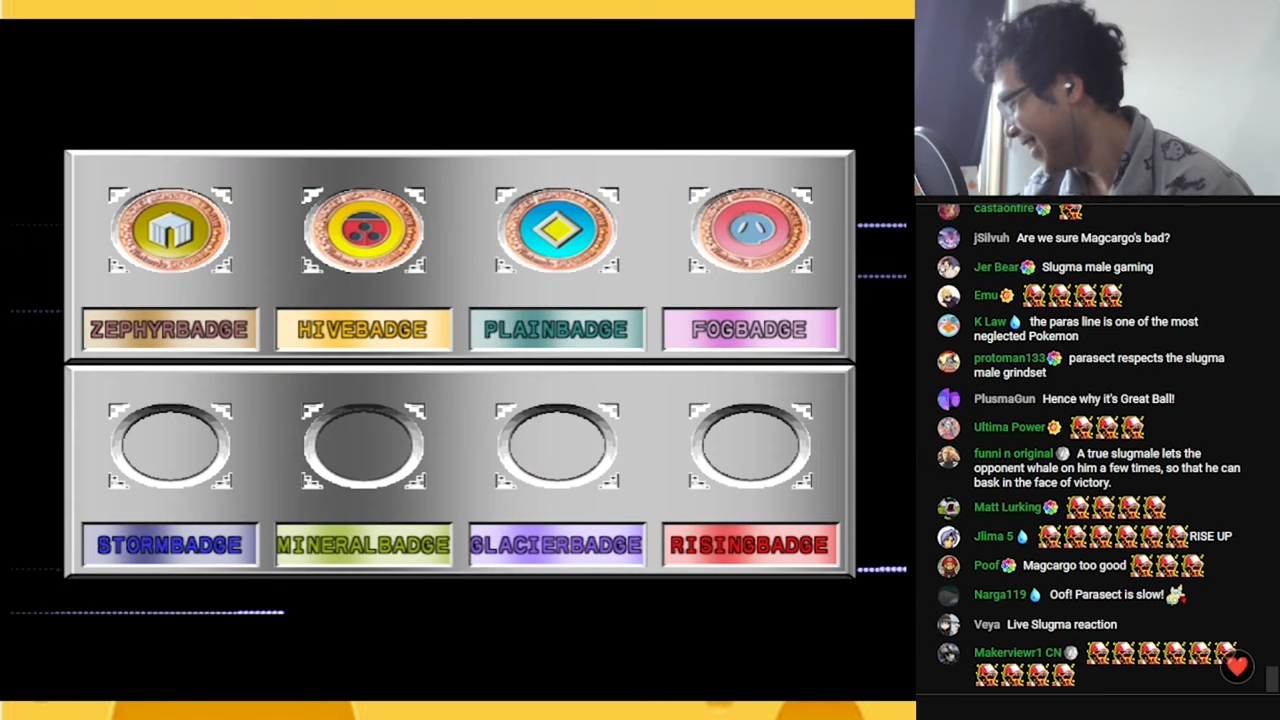 ZEPHYRBADGE
HIVEBADGE
PLAINBADGE
FOGBADGE
STORMBADGE
MINERALBADGE
GLACIERBADGE
RISINGBADGE
castaonfire
jSilvuh Are we sure Magcargo's bad?
Jer Bear Slugma male gaming
Emu
K Law the paras line is one of the most
neglected Pokemon
protoman133 parasect respects the slugma
male grindset
PlusmaGun Hence why it's Great Ball!
Ultima Power
funni n original A true slugmale lets the
opponent whale on him a few times, so that he can
bask in the face of victory.
Matt Lurking
Jlima 5 RISE UP
Poof Magcargo too good
Narga119 Oof! Parasect is slow!
Veya Live Slugma reaction
Makerviewr1 CN